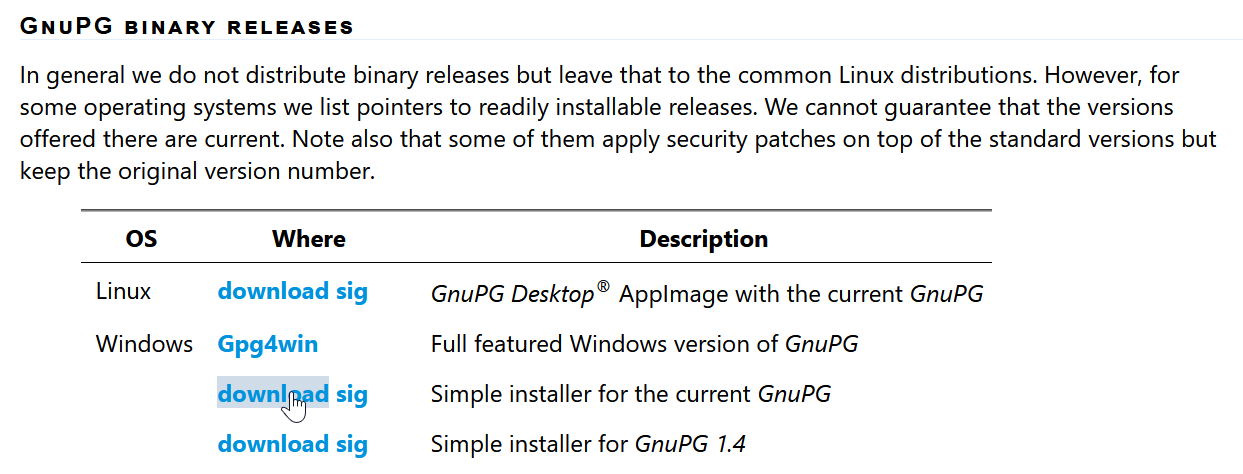 GnuPG binary releases
In general we do not distribute binary releases but leave that to the common Linux distributions. However, for
some operating systems we list pointers to readily installable releases. We cannot guarantee that the versions
offered there are current. Note also that some of them apply security patches on top of the standard versions but
keep the original version number.
OS Where Description
Linux download sig GnuPG Desktop® AppImage with the current GnuPG
Windows Gpg4win Full featured Windows version of GnuPG
download sig Simple installer for the current GnuPG
download sig Simple installer for GnuPG 1.4